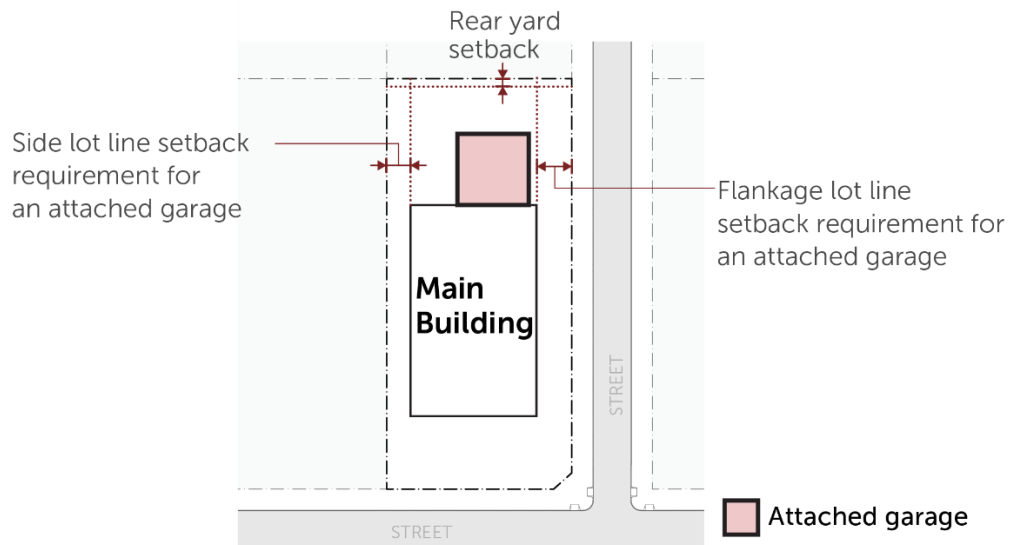 Rear yard
setback
Side lot line setback
requirement for
an attached garage
Flankage lot line
setback requirement for
an attached garage
Main
Building
STREET
STREET
Attached garage